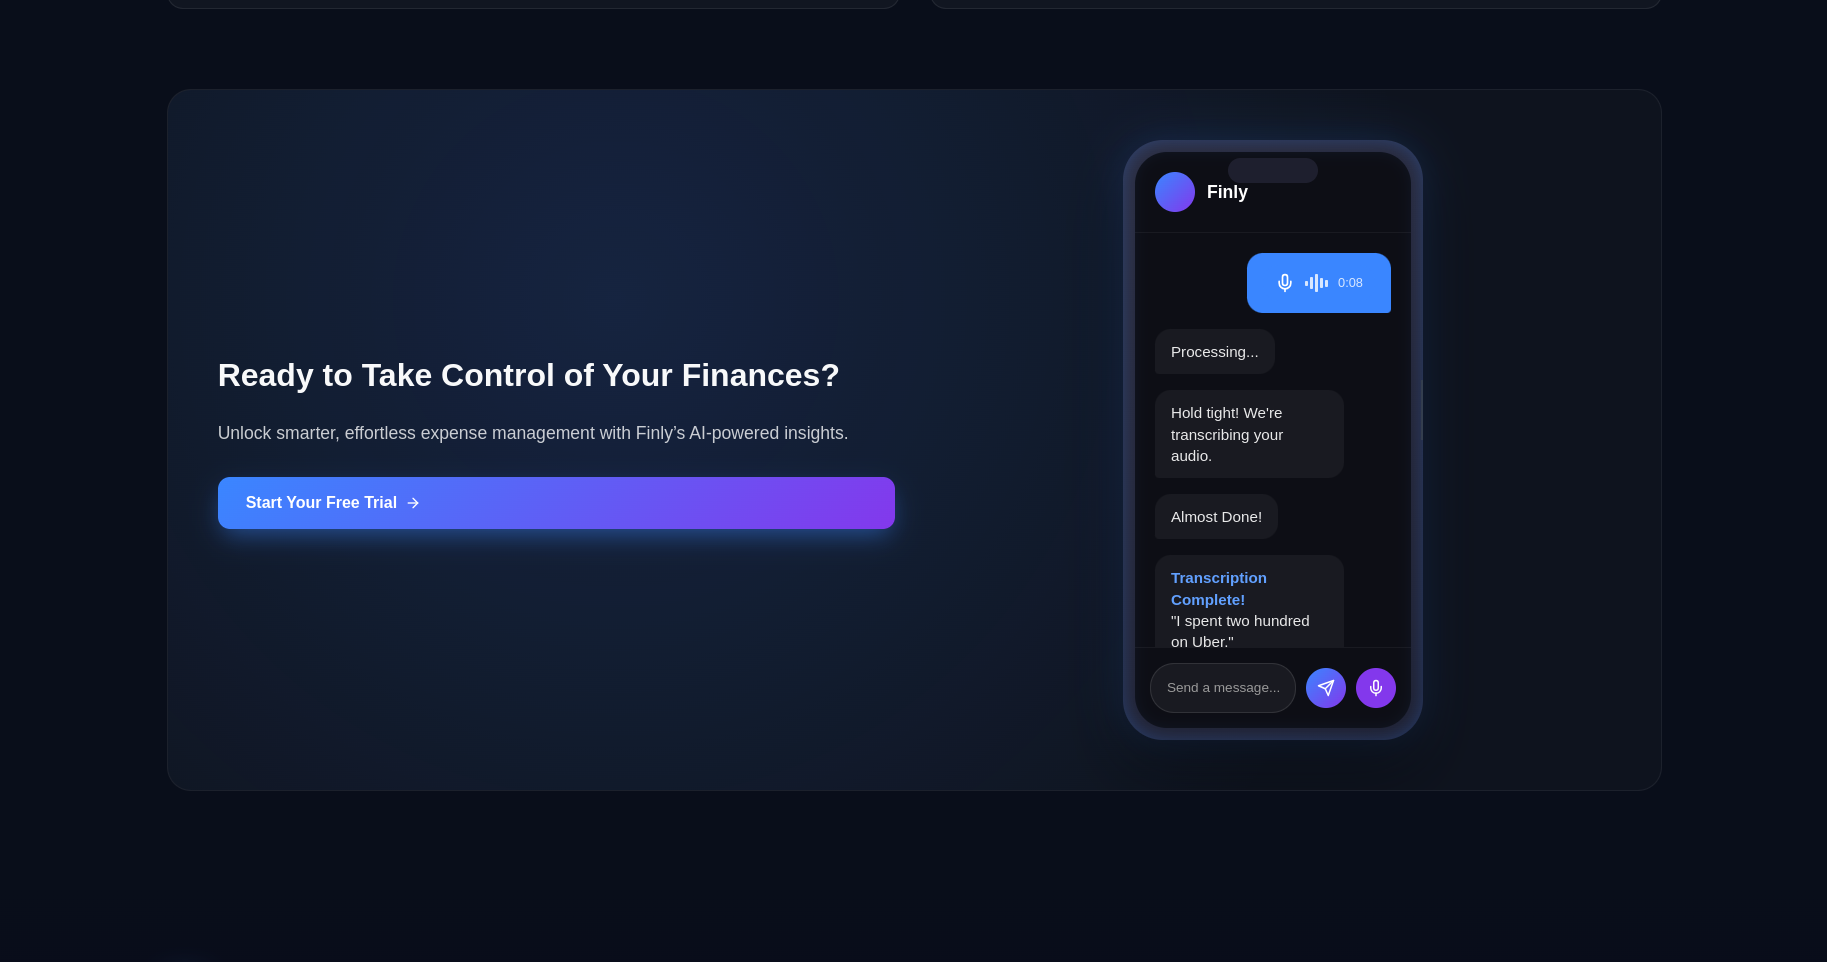 Ready to Take Control of Your Finances?
Unlock smarter, effortless expense management with Finly’s AI-powered insights.
Start Your Free Trial
Finly
0:08
Processing...
Hold tight! We're
transcribing your
audio.
Almost Done!
Transcription
Complete!
"I spent two hundred
on Uber."
Send a message...